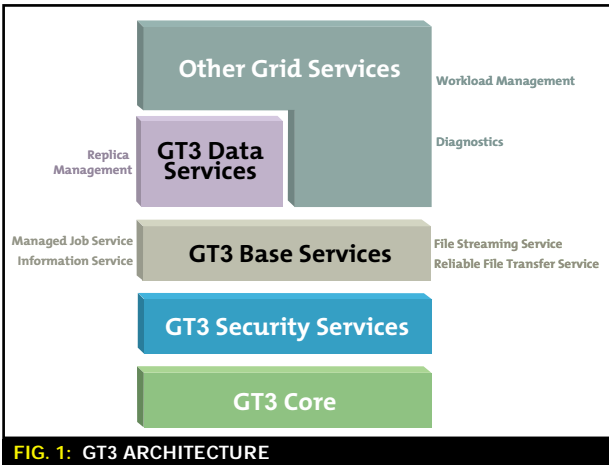 Other Grid Services
Workload Management
Diagnostics
Replica
Management
GT3 Data
Services
Managed Job Service
Information Service
GT3 Base Services
File Streaming Service
Reliable File Transfer Service
GT3 Security Services
GT3 Core
FIG. 1: GT3 ARCHITECTURE